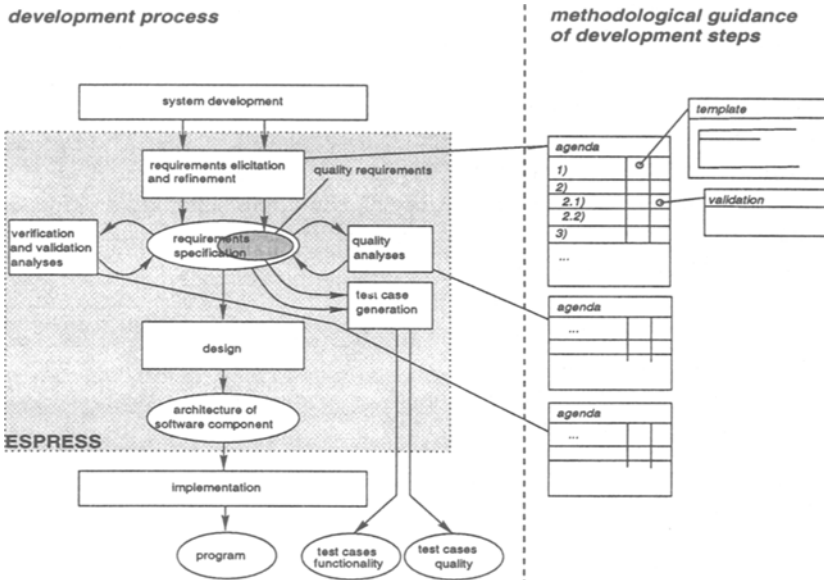 development process
methodological guidance
of development steps
system development
requirements elicitation
and refinement
quality requirements
verification
and validation
analyses
requirements
specification
quality
analyses
test case
generation
design
architecture of
software component
ESPRESS
implementation
program
test cases
functionality
test cases
quality
template
agenda
1)
2)
2.1)
2.2)
3)
...
validation
agenda
...
agenda
...